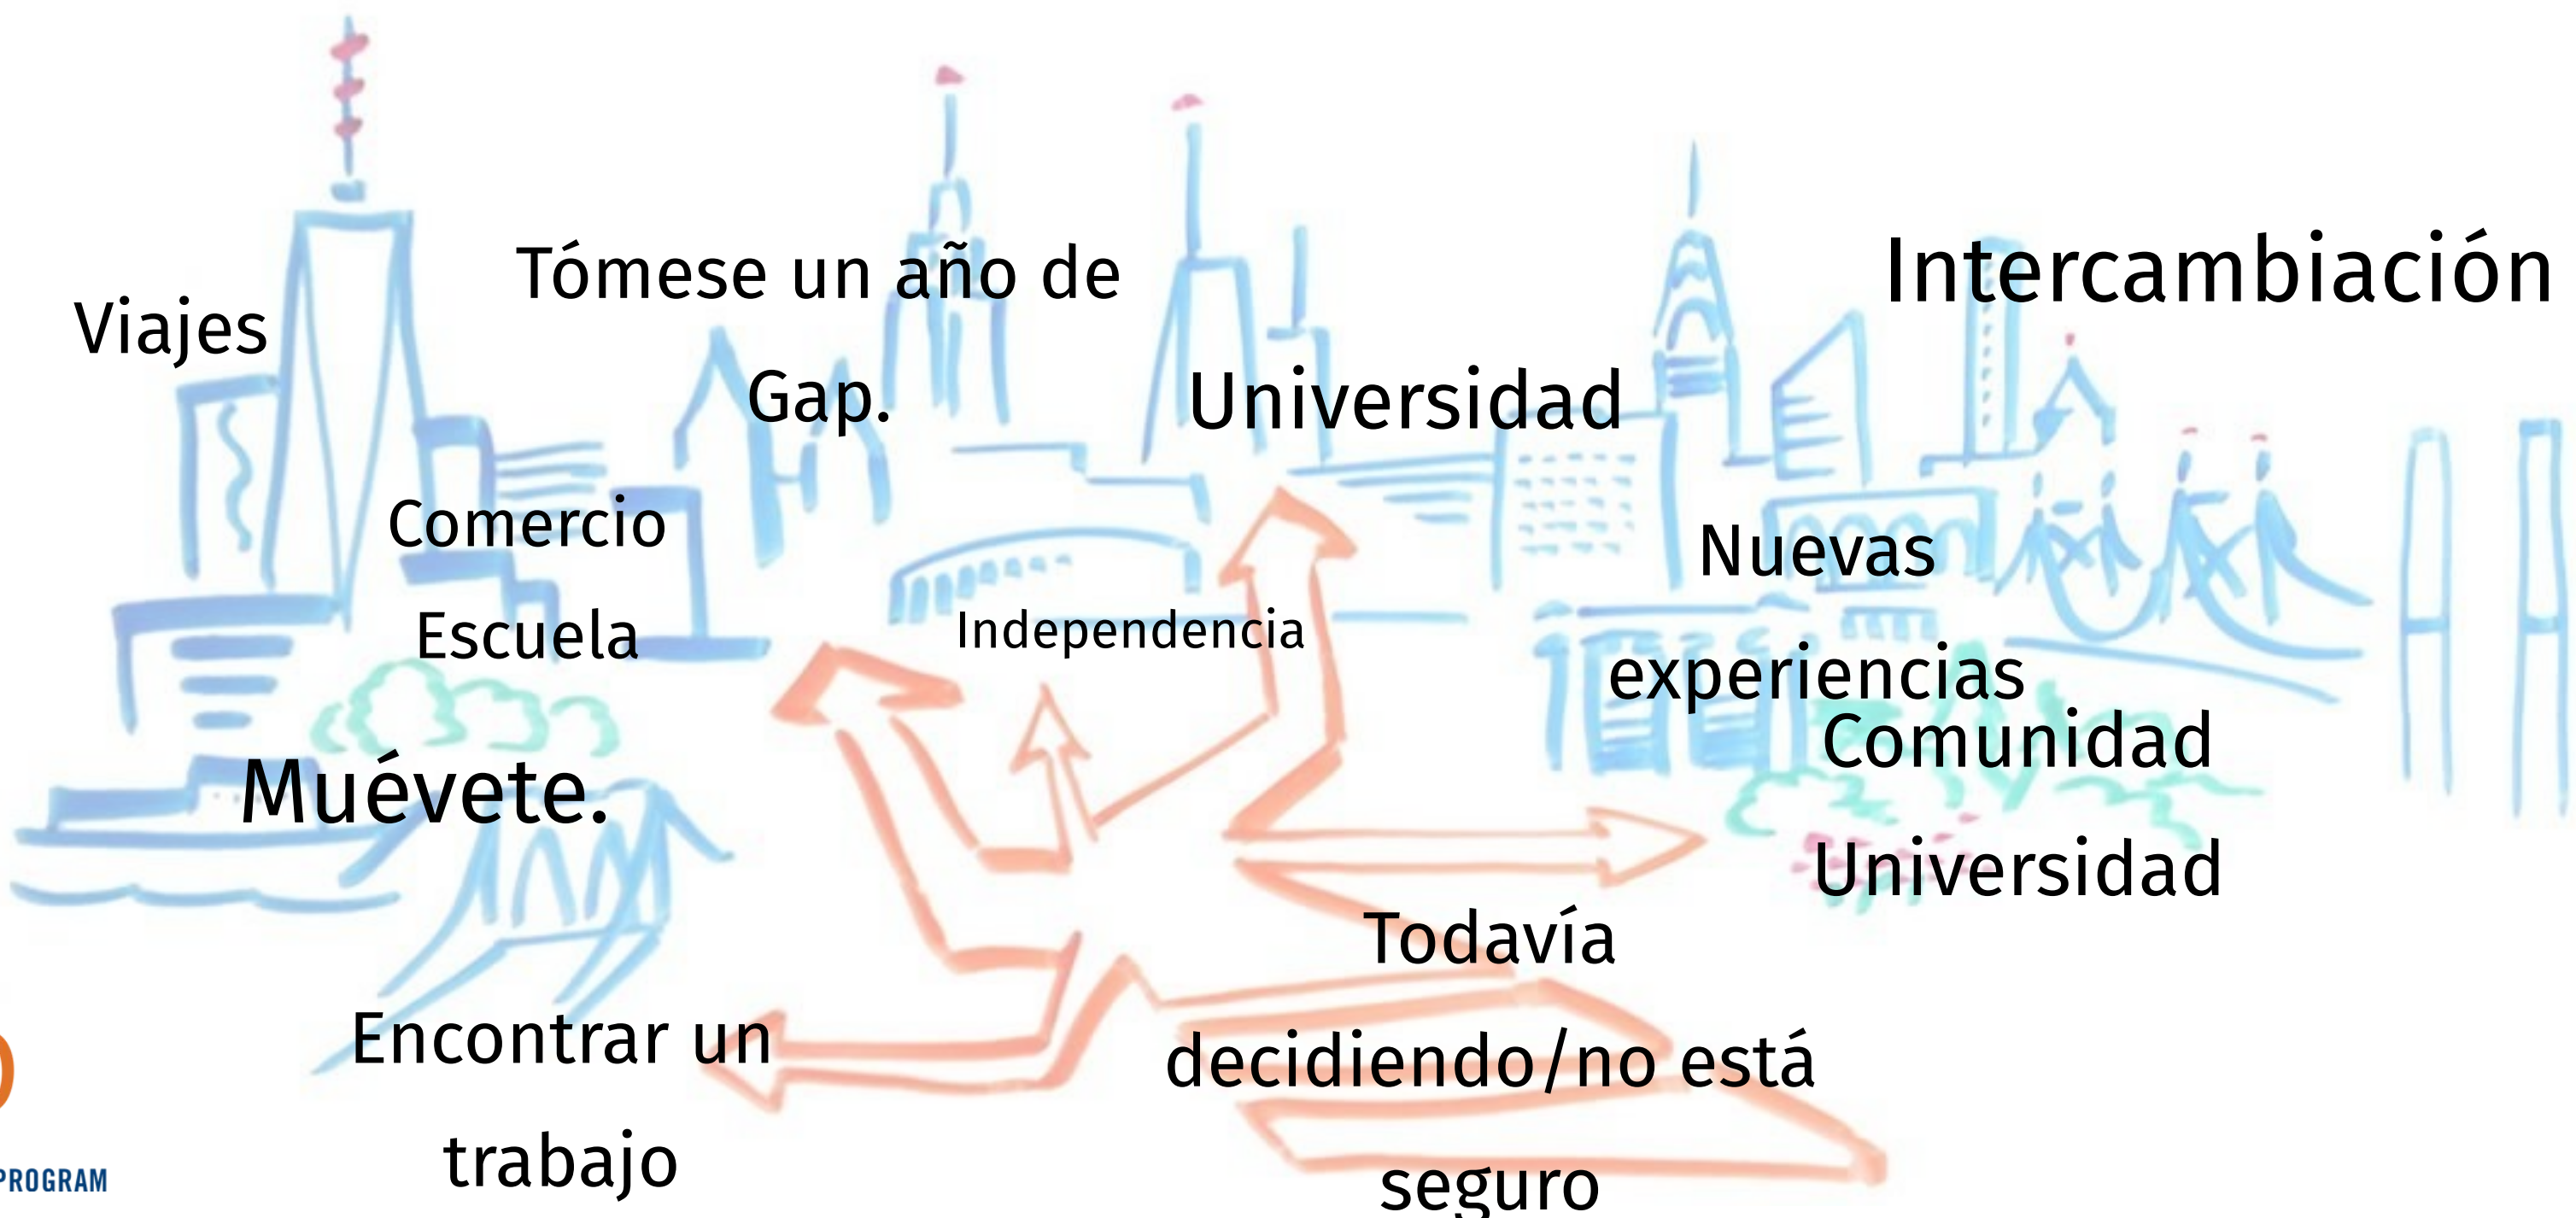 Viajes
Tómese un año de
Gap.
Universidad
Intercambiación
Comercio
Escuela
Independencia
Nuevas
experiencias
Comunidad
Universidad
Muévete.
Todavía
decidiendo/no está
seguro
Encontrar un
trabajo
PROGRAM